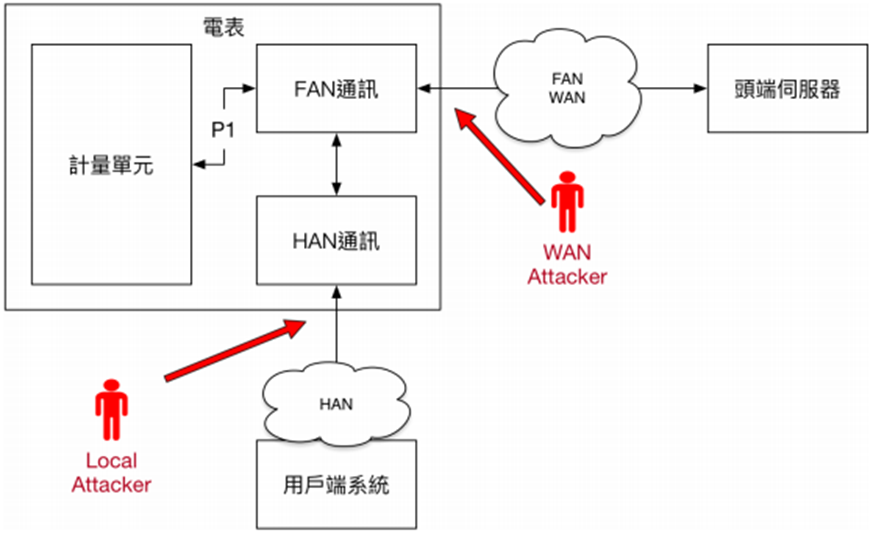 電表
計量單元
P1
FAN通訊
HAN通訊
FAN
WAN
頭端伺服器
WAN
Attacker
Local
Attacker
HAN
用戶端系統